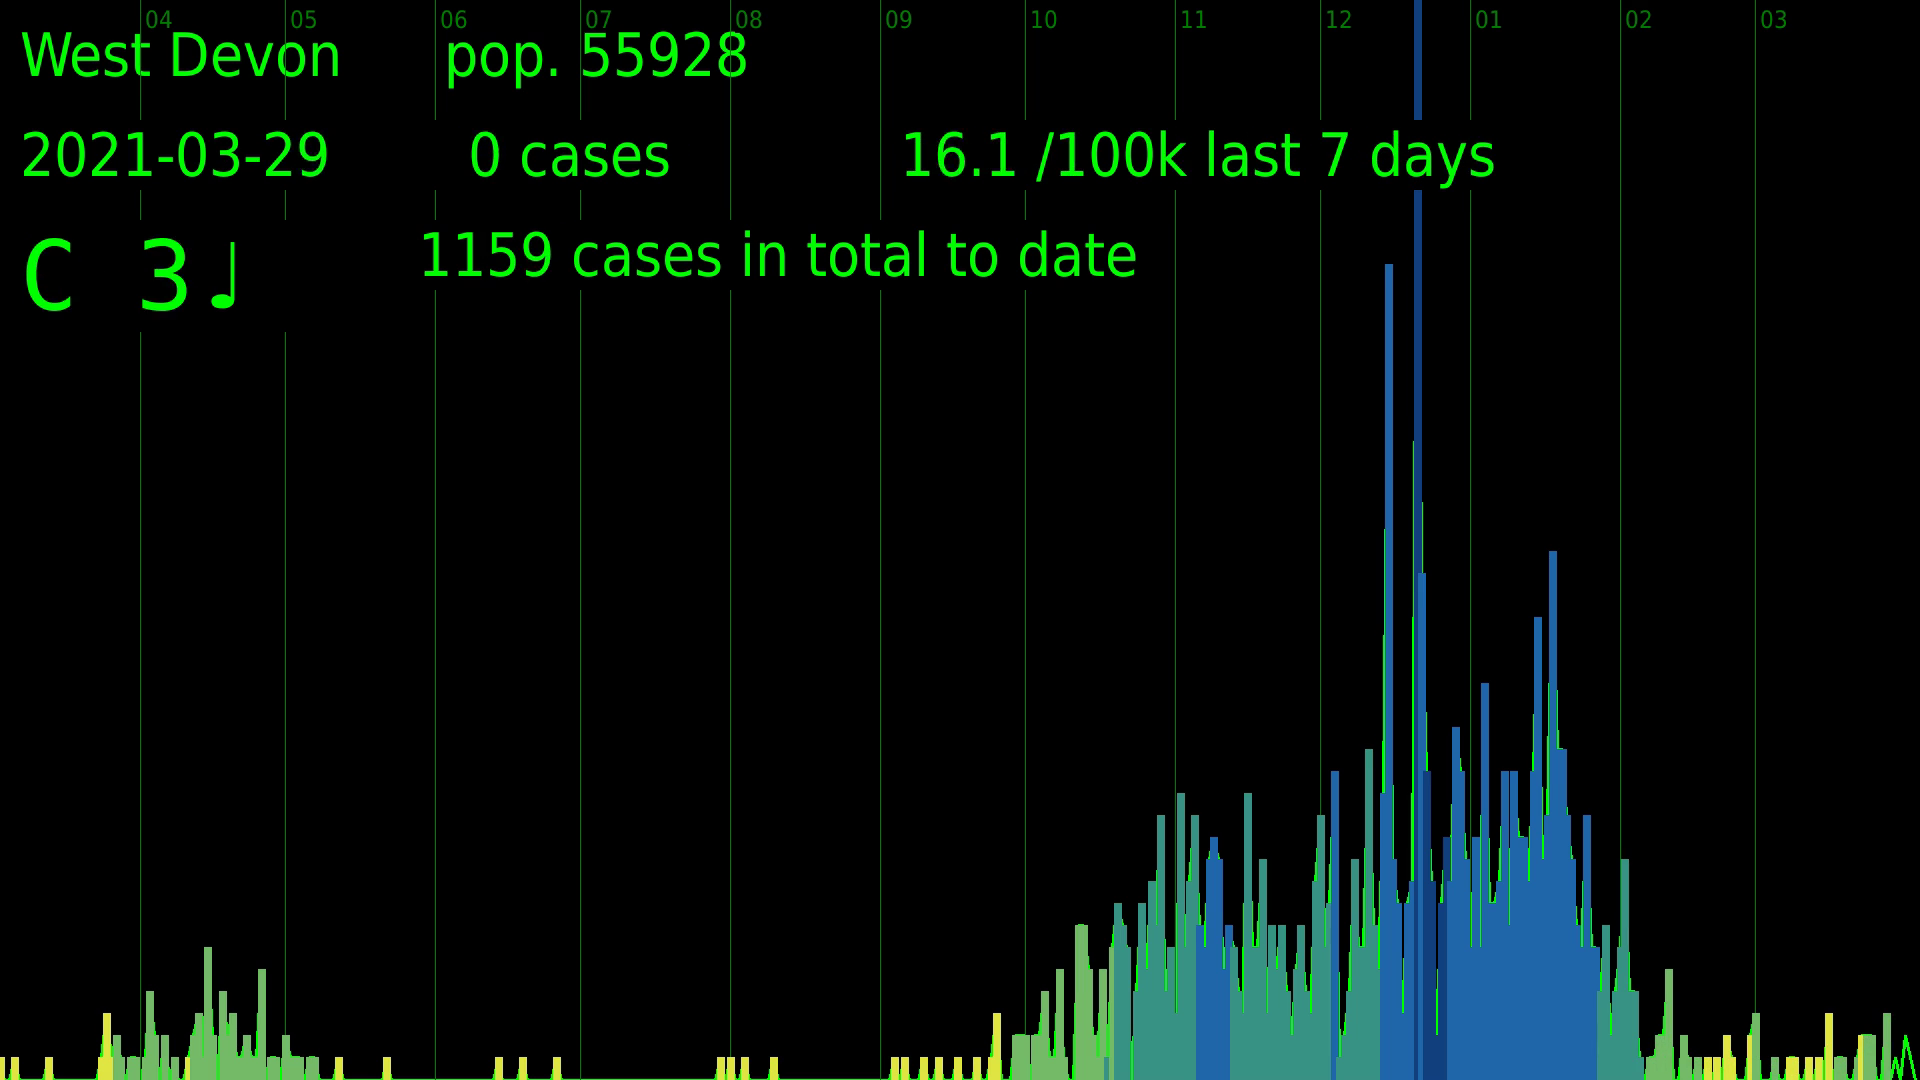 04 05 06 07 08 09 10 11 12 01 02 03
West Devon pop. 55928
2021-03-29 0 cases 16.1 /100k last 7 days
C 3♩ 1159 cases in total to date